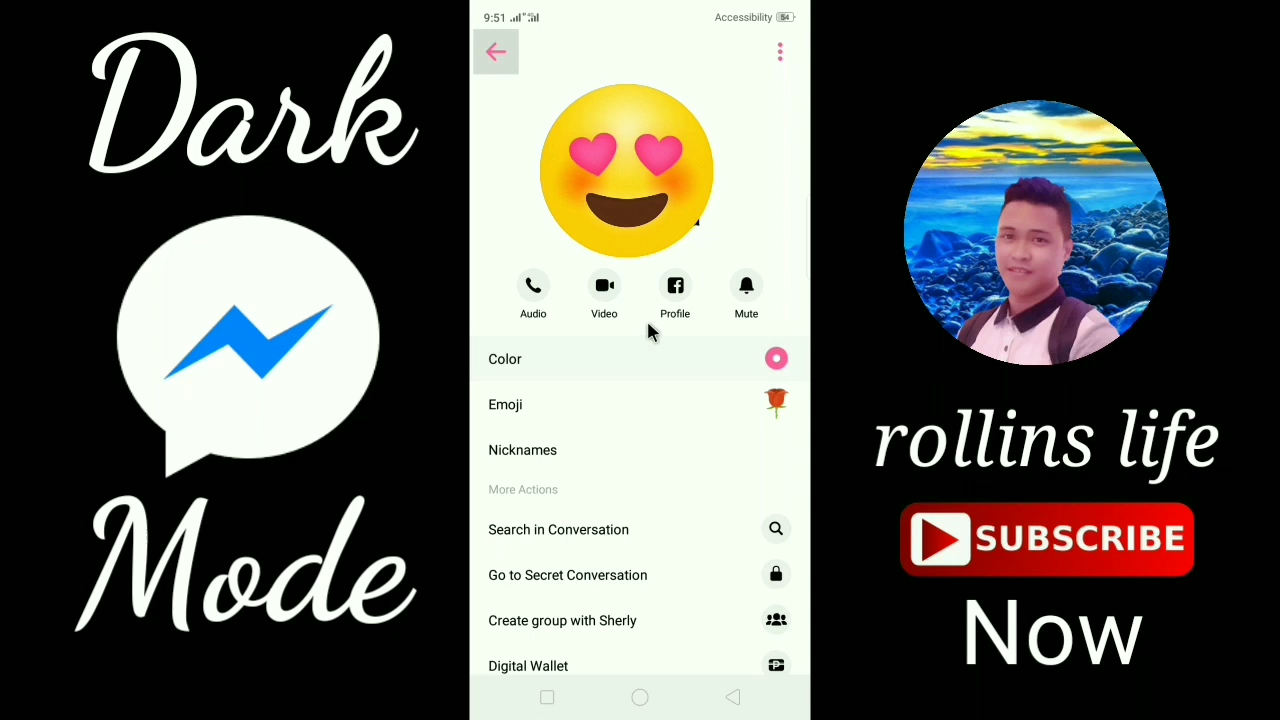 Dark
Mode
9:51
Accessibility 54
Audio
Video
Profile
Mute
Color
Emoji
Nicknames
More Actions
Search in Conversation
Go to Secret Conversation
Create group with Sherly
Digital Wallet
rollins life
SUBSCRIBE
Now